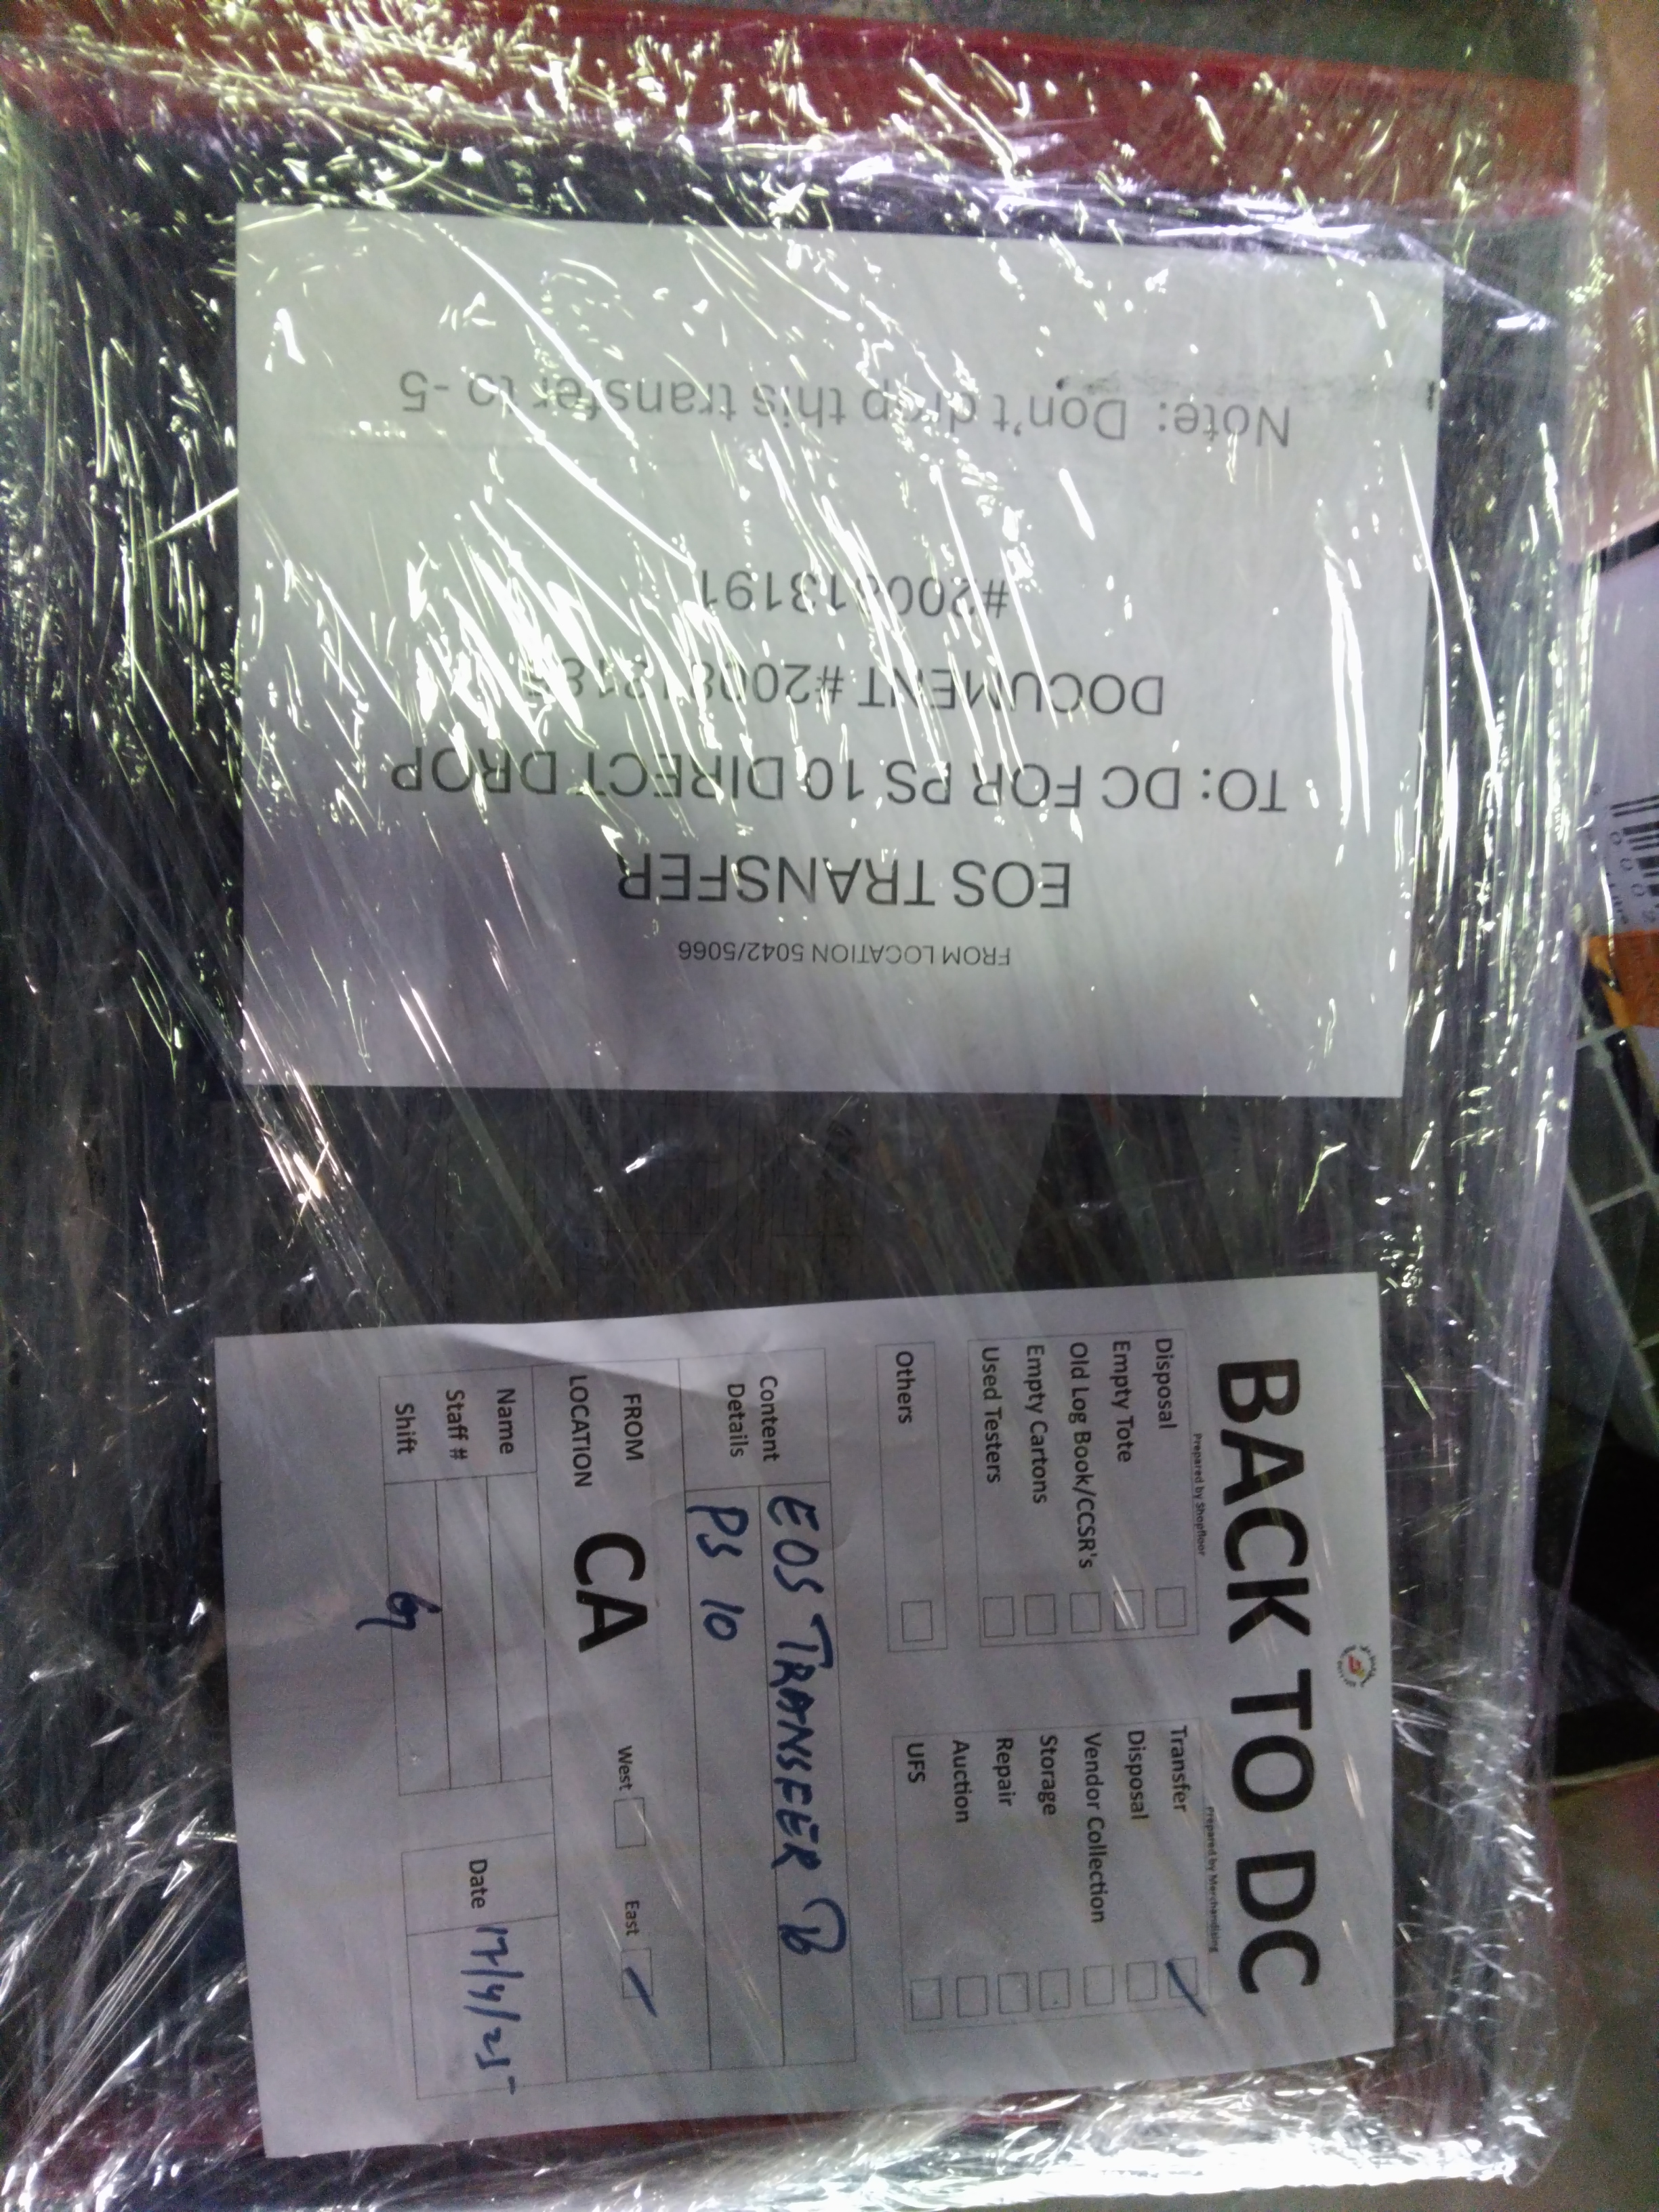 FROM LOCATION 5042/5066
EOS TRANSFER
TO: DC FOR PS 10 DIRECT DROP
DOCUMENT
Note: Don't drop this transfer to -5
BACK TO DC
Prepared by Shopfloor
Disposal
Empty Tote
Old Log Book/CCSR's
Empty Cartons
Used Testers
Others
Prepared by Merchandising
Transfer
Disposal
Vendor Collection
Storage
Repair
Auction
UFS
Content Details
EOS TRANSFER To
PS 10
FROM LOCATION
CA
West
East
Name
Staff #
Shift
Date 17/4/25